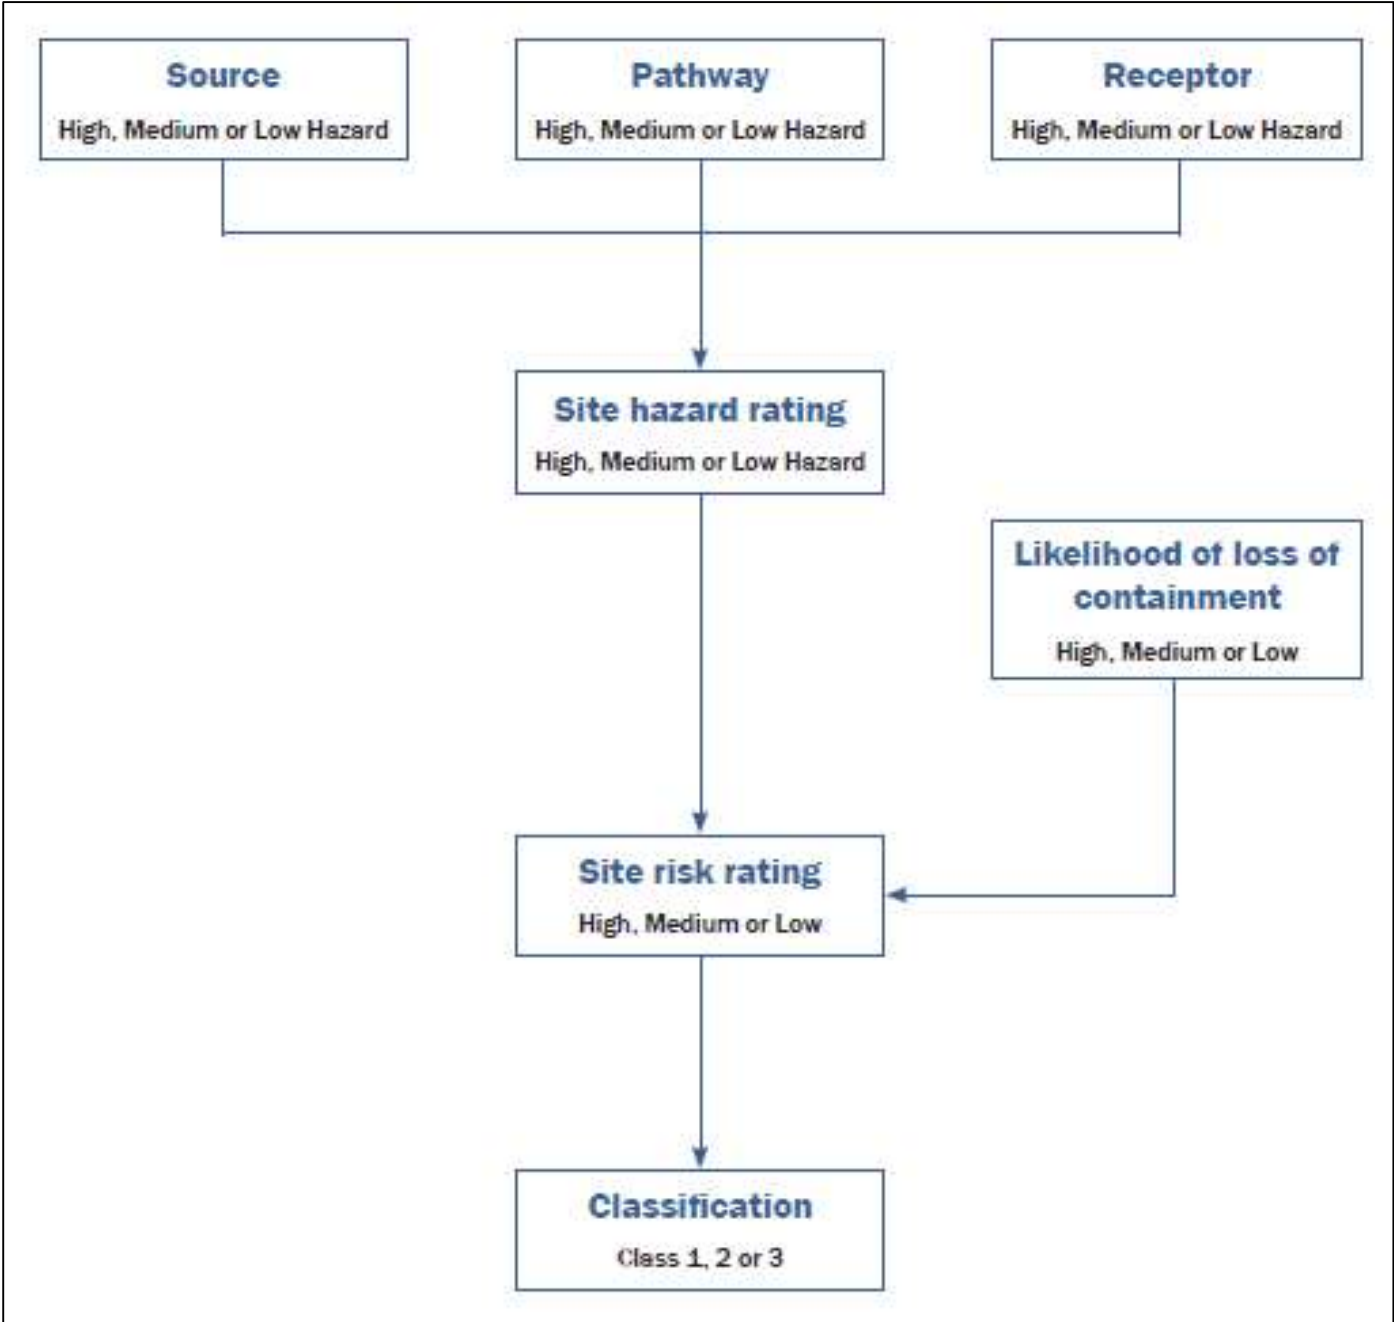 Source
High, Medium or Low Hazard
Pathway
High, Medium or Low Hazard
Receptor
High, Medium or Low Hazard
Site hazard rating
High, Medium or Low Hazard
Likelihood of loss of
containment
High, Medium or Low
Site risk rating
High, Medium or Low
Classification
Class 1, 2 or 3